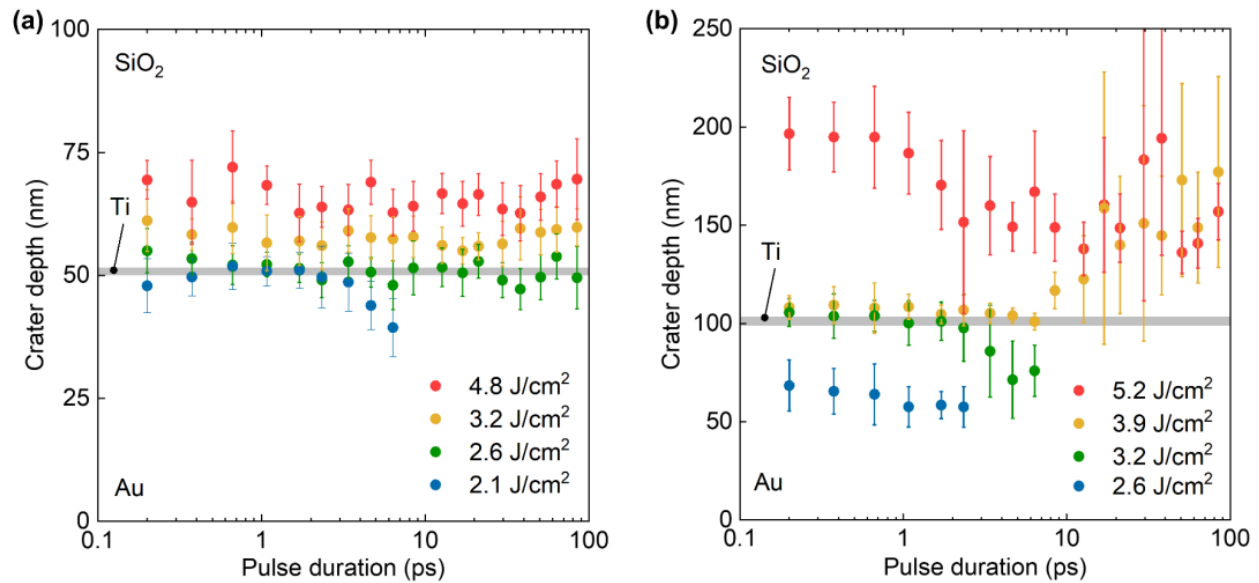 (a)
100
75
50
25
0
Crater depth (nm)
SiO₂
Ti
Au
4.8 J/cm²
3.2 J/cm²
2.6 J/cm²
2.1 J/cm²
0.1 1 10 100
Pulse duration (ps)
(b)
250
200
150
100
50
0
Crater depth (nm)
SiO₂
Ti
Au
5.2 J/cm²
3.9 J/cm²
3.2 J/cm²
2.6 J/cm²
0.1 1 10 100
Pulse duration (ps)